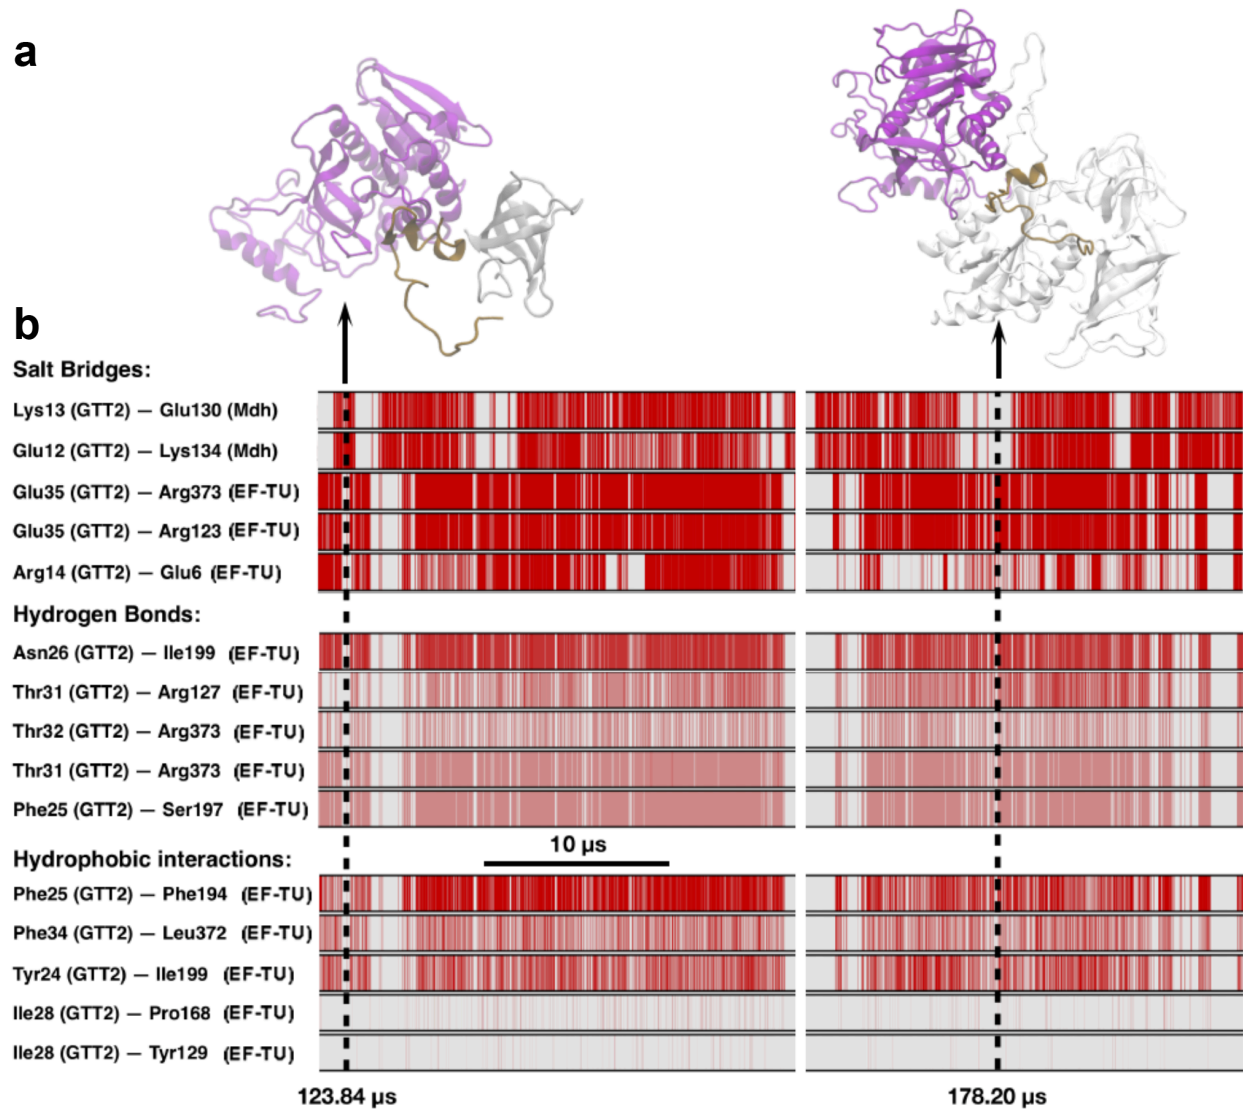 a
b
Salt Bridges:
Lys13 (GTT2) — Glu130 (Mdh)
Glu12 (GTT2) — Lys134 (Mdh)
Glu35 (GTT2) — Arg373 (EF-TU)
Glu35 (GTT2) — Arg123 (EF-TU)
Arg14 (GTT2) — Glu6 (EF-TU)
Hydrogen Bonds:
Asn26 (GTT2) — Ile199 (EF-TU)
Thr31 (GTT2) — Arg127 (EF-TU)
Thr32 (GTT2) — Arg373 (EF-TU)
Thr31 (GTT2) — Arg373 (EF-TU)
Phe25 (GTT2) — Ser197 (EF-TU)
10 µs
Hydrophobic interactions:
Phe25 (GTT2) — Phe194 (EF-TU)
Phe34 (GTT2) — Leu372 (EF-TU)
Tyr24 (GTT2) — Ile199 (EF-TU)
Ile28 (GTT2) — Pro168 (EF-TU)
Ile28 (GTT2) — Tyr129 (EF-TU)
123.84 µs 178.20 µs